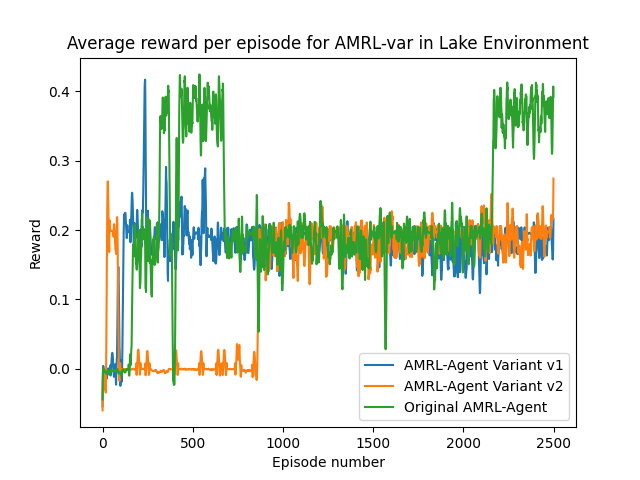 Average reward per episode for AMRL-var in Lake Environment
Reward
0.4
0.3
0.2
0.1
0.0
AMRL-Agent Variant v1
AMRL-Agent Variant v2
Original AMRL-Agent
0 500 1000 1500 2000 2500
Episode number